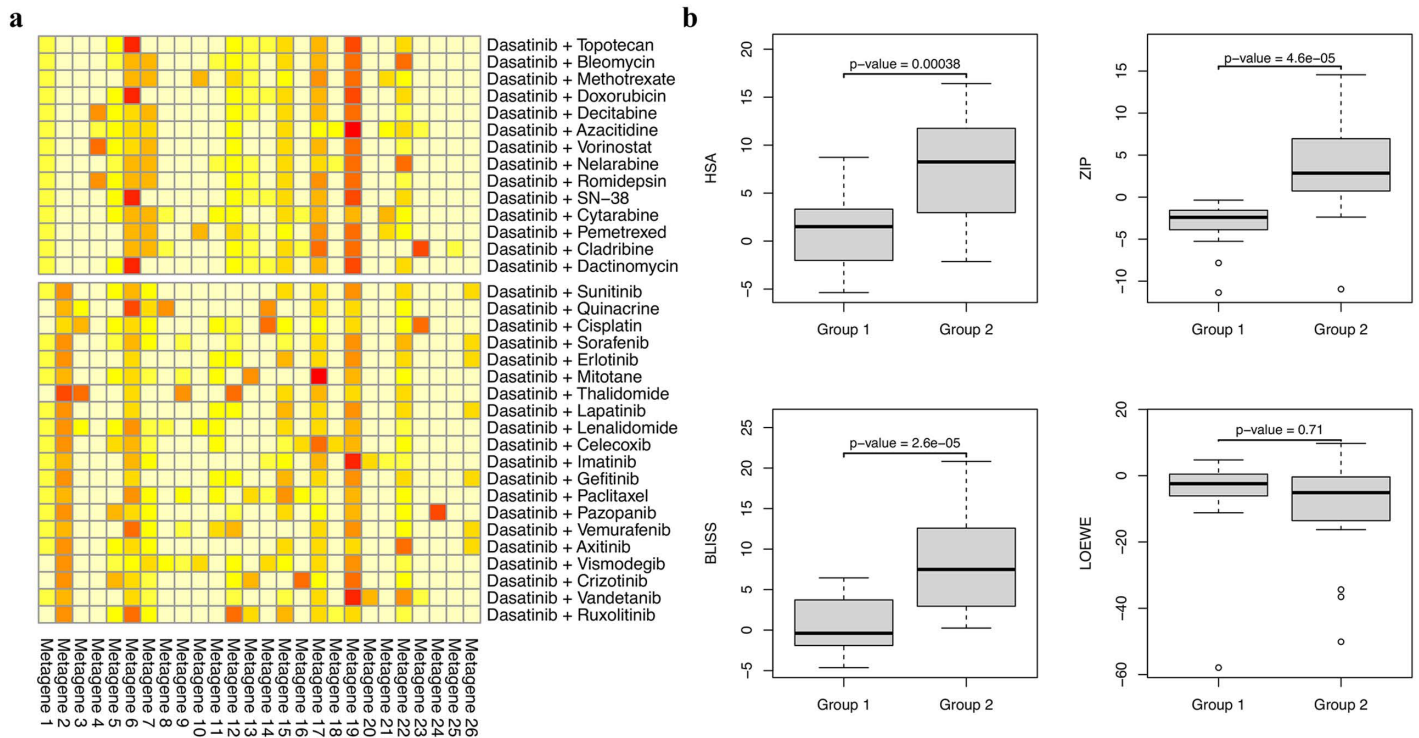 a
Dasatinib + Topotecan
Dasatinib + Bleomycin
Dasatinib + Methotrexate
Dasatinib + Doxorubicin
Dasatinib + Decitabine
Dasatinib + Azacitidine
Dasatinib + Vorinostat
Dasatinib + Nelarabine
Dasatinib + Romidepsin
Dasatinib + SN−38
Dasatinib + Cytarabine
Dasatinib + Pemetrexed
Dasatinib + Cladribine
Dasatinib + Dactinomycin
Dasatinib + Sunitinib
Dasatinib + Quinacrine
Dasatinib + Cisplatin
Dasatinib + Sorafenib
Dasatinib + Erlotinib
Dasatinib + Mitotane
Dasatinib + Thalidomide
Dasatinib + Lapatinib
Dasatinib + Lenalidomide
Dasatinib + Celecoxib
Dasatinib + Imatinib
Dasatinib + Gefitinib
Dasatinib + Paclitaxel
Dasatinib + Pazopanib
Dasatinib + Vemurafenib
Dasatinib + Axitinib
Dasatinib + Vismodegib
Dasatinib + Crizotinib
Dasatinib + Vandetanib
Dasatinib + Ruxolitinib
Metagene 1
Metagene 2
Metagene 3
Metagene 4
Metagene 5
Metagene 6
Metagene 7
Metagene 8
Metagene 9
Metagene 10
Metagene 11
Metagene 12
Metagene 13
Metagene 14
Metagene 15
Metagene 16
Metagene 17
Metagene 18
Metagene 19
Metagene 20
Metagene 21
Metagene 22
Metagene 23
Metagene 24
Metagene 25
Metagene 26
b
HSA
20
15
10
5
0
−5
p−value = 0.00038
Group 1
Group 2
ZIP
15
10
5
0
−5
−10
p−value = 4.6e−05
Group 1
Group 2
BLISS
25
20
15
10
5
0
−5
p−value = 2.6e−05
Group 1
Group 2
LOEWE
20
0
−20
−40
−60
p−value = 0.71
Group 1
Group 2